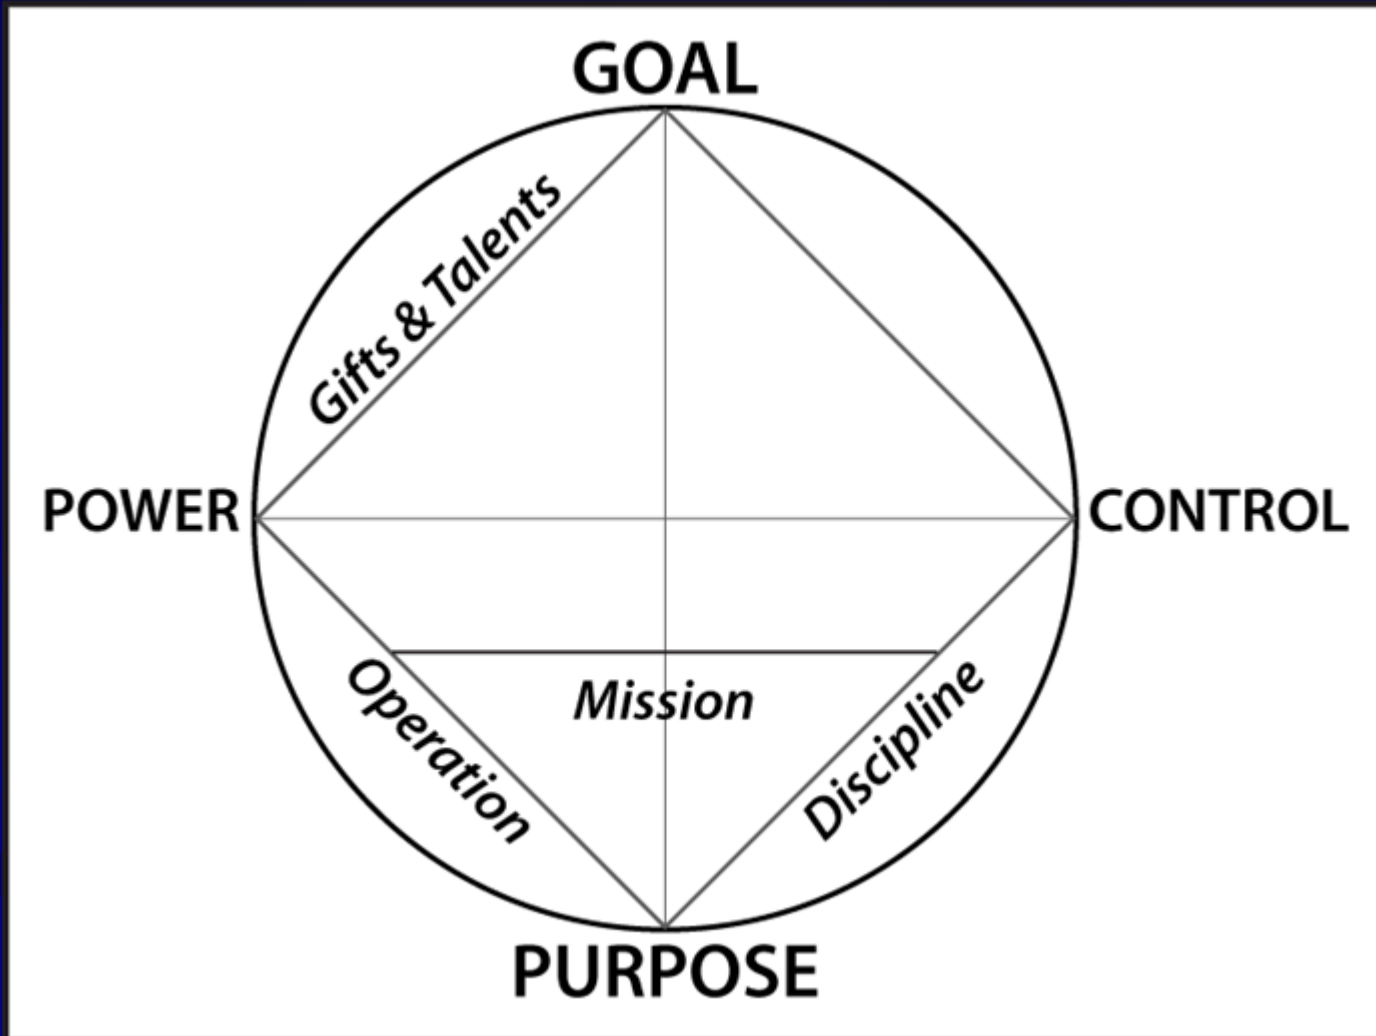 GOAL
Gifts & Talents
POWER
CONTROL
Operation
Mission
Discipline
PURPOSE